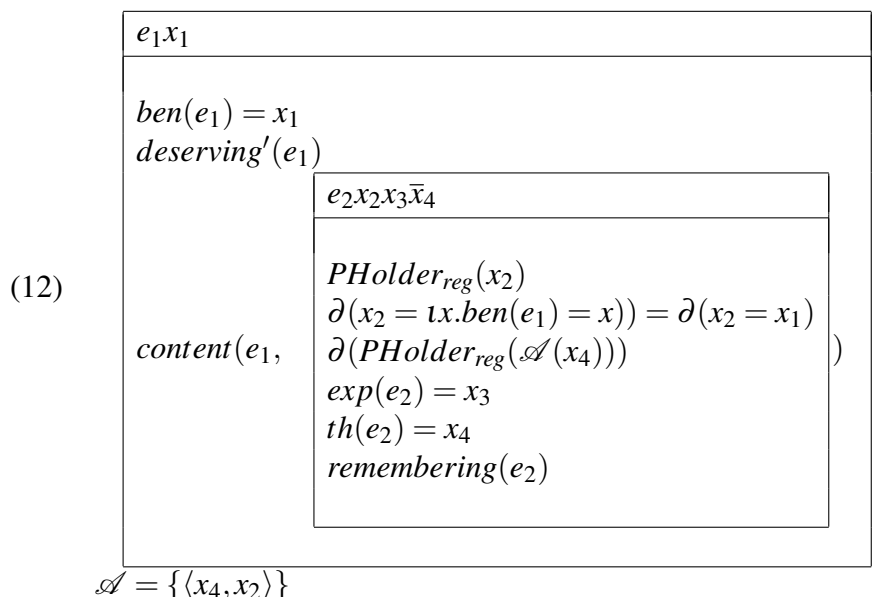 e₁x₁
ben(e₁) = x₁
deserving′(e₁)
e₂x₂x₃x̄₄
PHolder_reg(x₂)
∂(x₂ = ιx.ben(e₁) = x)) = ∂(x₂ = x₁)
(12)
content(e₁, ∂(PHolder_reg(𝒜(x₄))) )
exp(e₂) = x₃
th(e₂) = x₄
remembering(e₂)
𝒜 = {⟨x₄,x₂⟩}